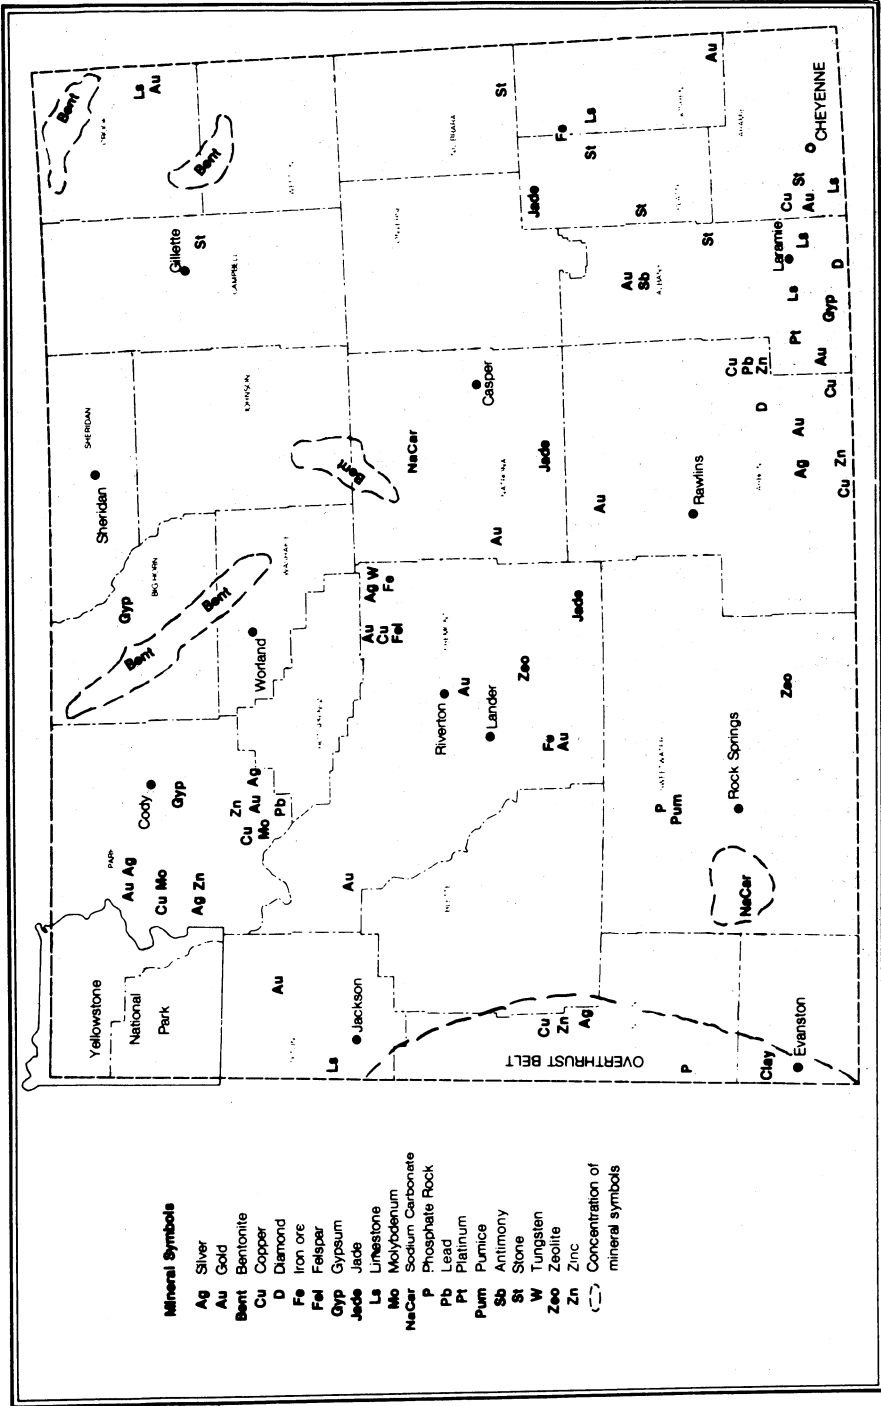 Yellowstone
National
Park
PARK
Au Ag
Cu Mo
Ag Zn
Cody
Gyp
Zn
Cu Au Ag
Mo
Pb
Bent
Bent
Gyp
BIG HORN
Worland
SHERIDAN
Sheridan
JOHNSON
Bent
Gillette
St
CAMPBELL
Bent
Ls
Au
Bent
Au
Jackson
Ls
Au
Au
Cu
Fel
Ag W
Fe
Riverton
Au
Lander
Zeo
Fe
Au
Jade
NaCar
Casper
Au
Jade
St
Jade
Fe
Ls
St
St
Au
Au
Sb
St
OVERTHRUST BELT
Cu
Zn
Ag
P
Clay
Evanston
NaCar
P
Pum
Rock Springs
Zeo
Au
Rawlins
D
Cu
Pb
Zn
Ag Au
Cu Zn
Cu
Au
Pt
Ls
Gyp
D
Laramie
Ls
Cu St
Au
Ls
CHEYENNE
Mineral Symbols
Ag Silver
Au Gold
Bent Bentonite
Cu Copper
D Diamond
Fe Iron ore
Fel Felspar
Gyp Gypsum
Jade Jade
Ls Limestone
Mo Molybdenum
NaCar Sodium Carbonate
P Phosphate Rock
Pb Lead
Pt Platinum
Pum Pumice
Sb Antimony
St Stone
W Tungsten
Zeo Zeolite
Zn Zinc
Concentration of
mineral symbols